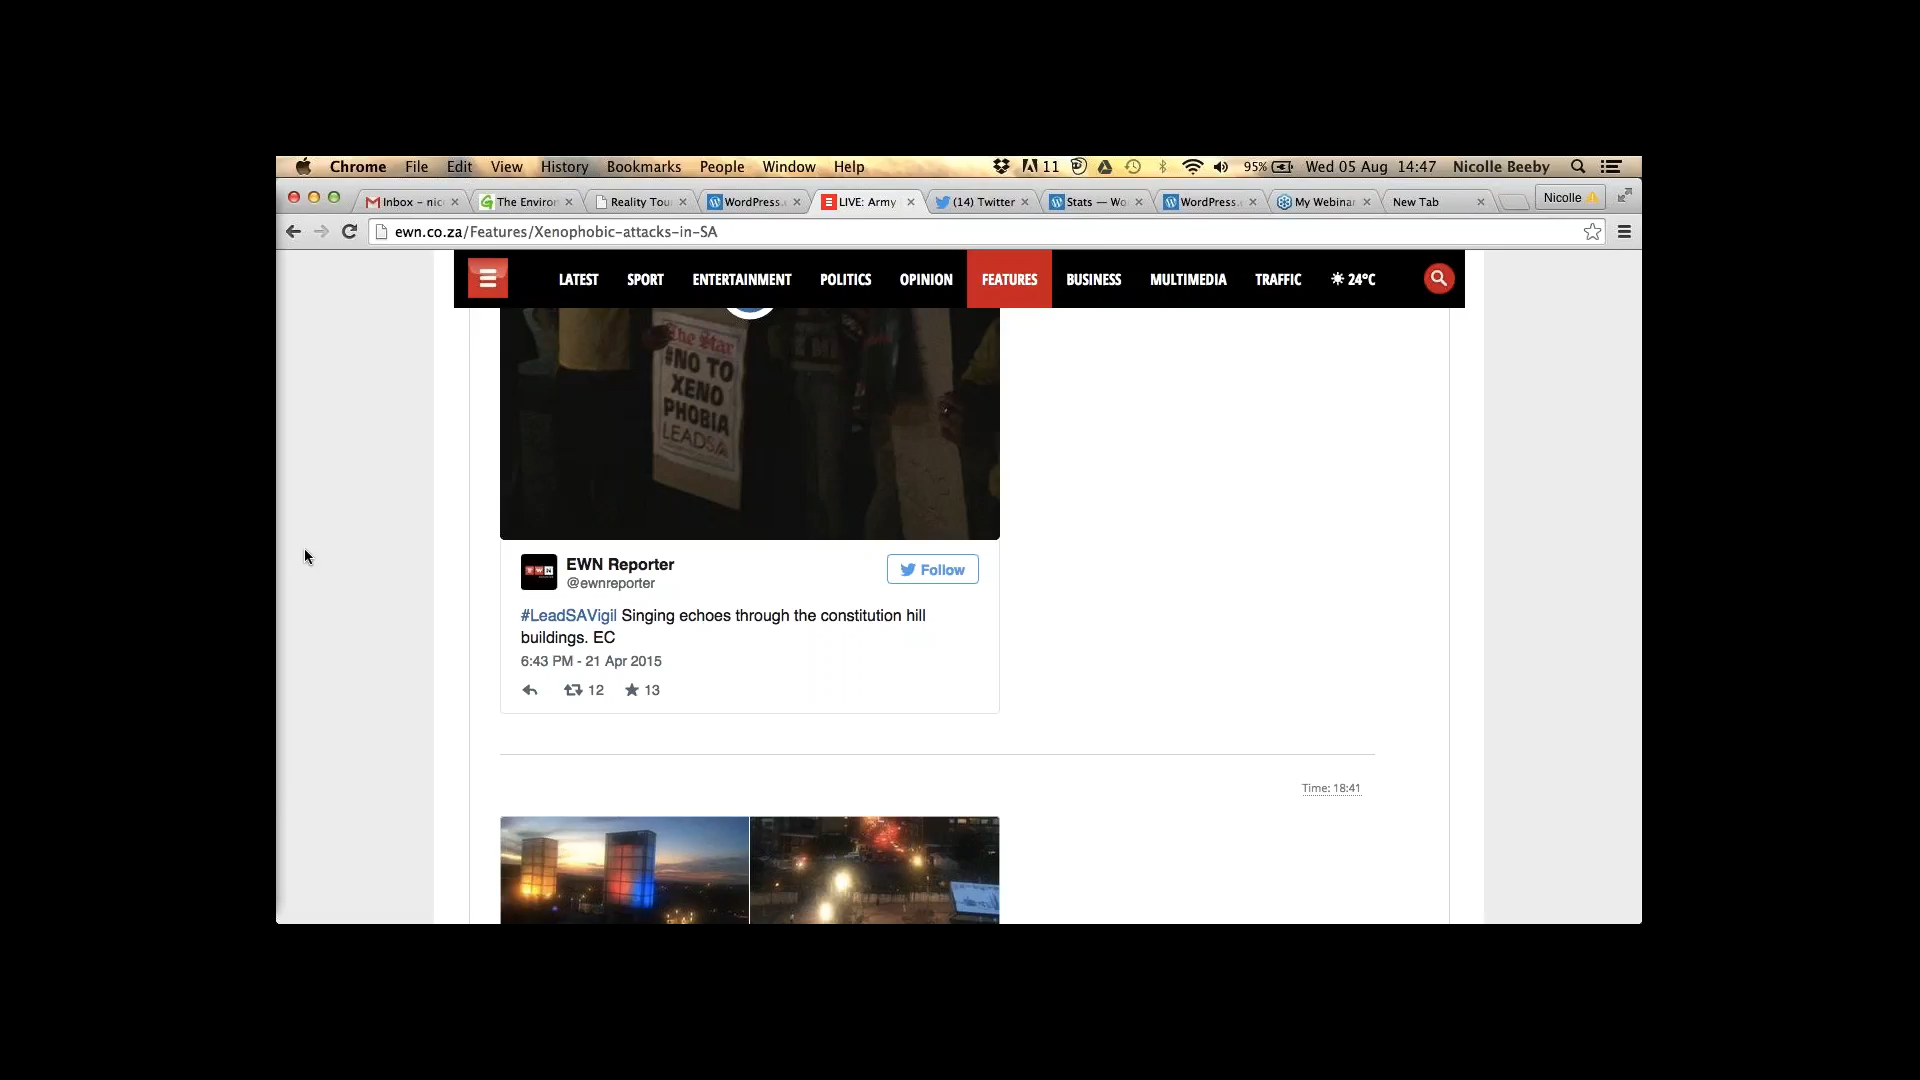 Chrome File Edit View History Bookmarks People Window Help 11 95% Wed 05 Aug 14:47 Nicolle Beeby
Inbox – nic The Environ Reality Tou WordPress. LIVE: Army (14) Twitter Stats — Wo WordPress. My Webinar New Tab Nicolle
ewn.co.za/Features/Xenophobic-attacks-in-SA
LATEST SPORT ENTERTAINMENT POLITICS OPINION FEATURES BUSINESS MULTIMEDIA TRAFFIC 24°C
The Star
#NO TO
XENO
PHOBIA
LEADSA
EWN
EWN Reporter
@ewnreporter
Follow
#LeadSAVigil Singing echoes through the constitution hill
buildings. EC
6:43 PM - 21 Apr 2015
12 13
Time: 18:41